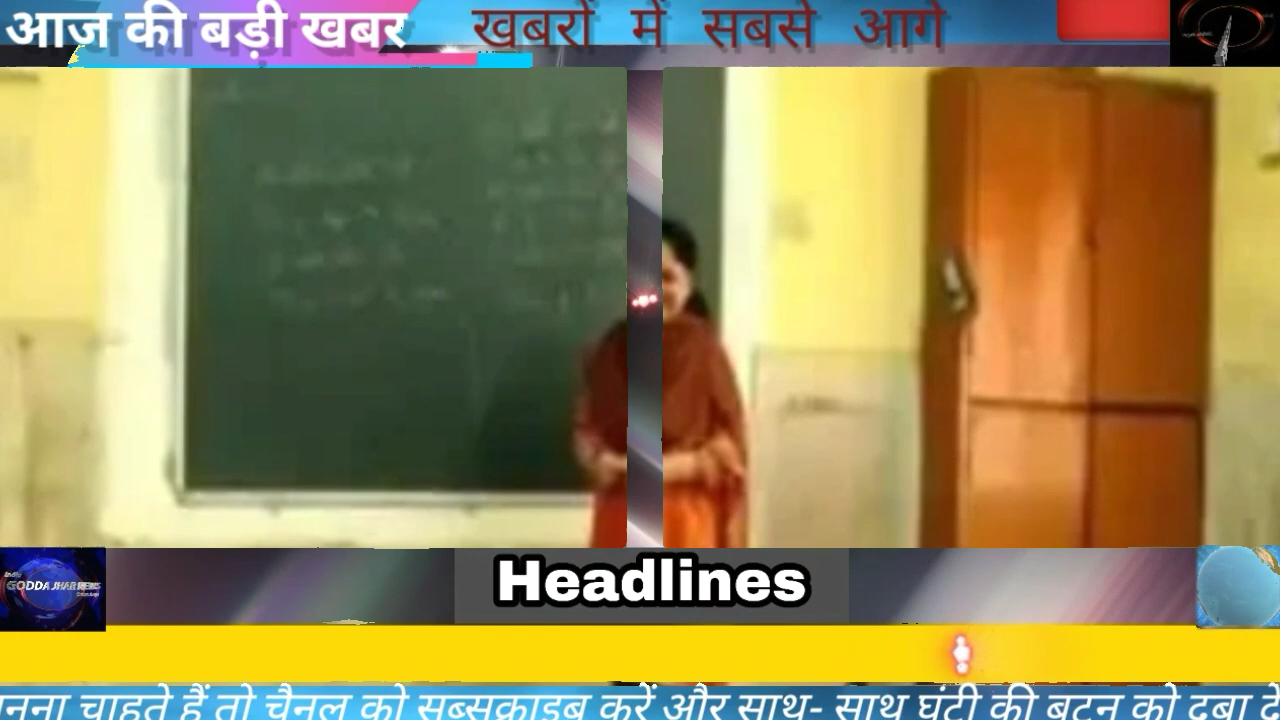 आज की बड़ी खबर
खबरों में सबसे आगे
GODDA JHAR NEWS
Headlines
नना चाहते हैं तो चैनल को सब्सक्राइब करें और साथ- साथ घंटी की बटन को दबा दे